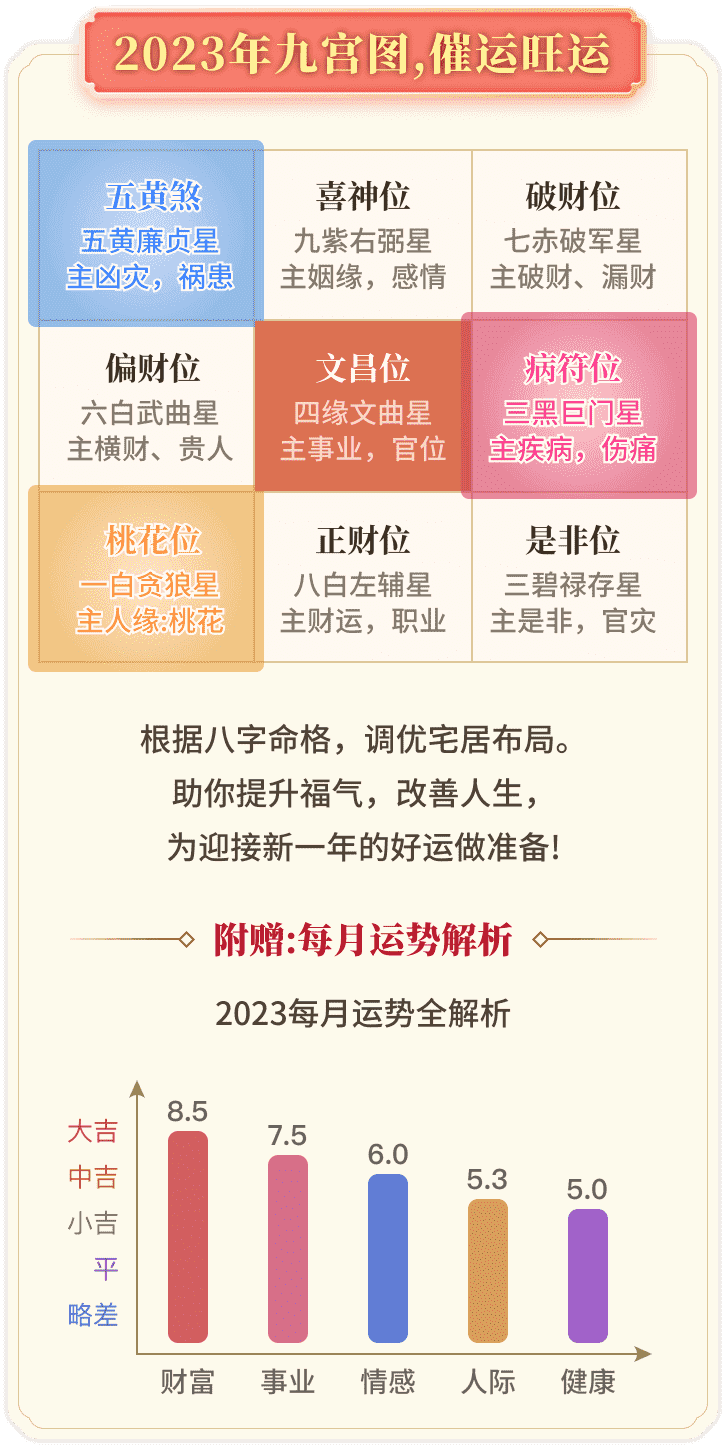 2023年九宫图,催运旺运
五黄煞
五黄廉贞星
主凶灾，祸患
喜神位
九紫右弼星
主姻缘，感情
破财位
七赤破军星
主破财、漏财
偏财位
六白武曲星
主横财、贵人
文昌位
四缘文曲星
主事业，官位
病符位
三黑巨门星
主疾病，伤痛
桃花位
一白贪狼星
主人缘:桃花
正财位
八白左辅星
主财运，职业
是非位
三碧禄存星
主是非，官灾
根据八字命格，调优宅居布局。
助你提升福气，改善人生，
为迎接新一年的好运做准备!
附赠:每月运势解析
2023每月运势全解析
大吉
中吉
小吉
平
略差
8.5
7.5
6.0
5.3
5.0
财富
事业
情感
人际
健康